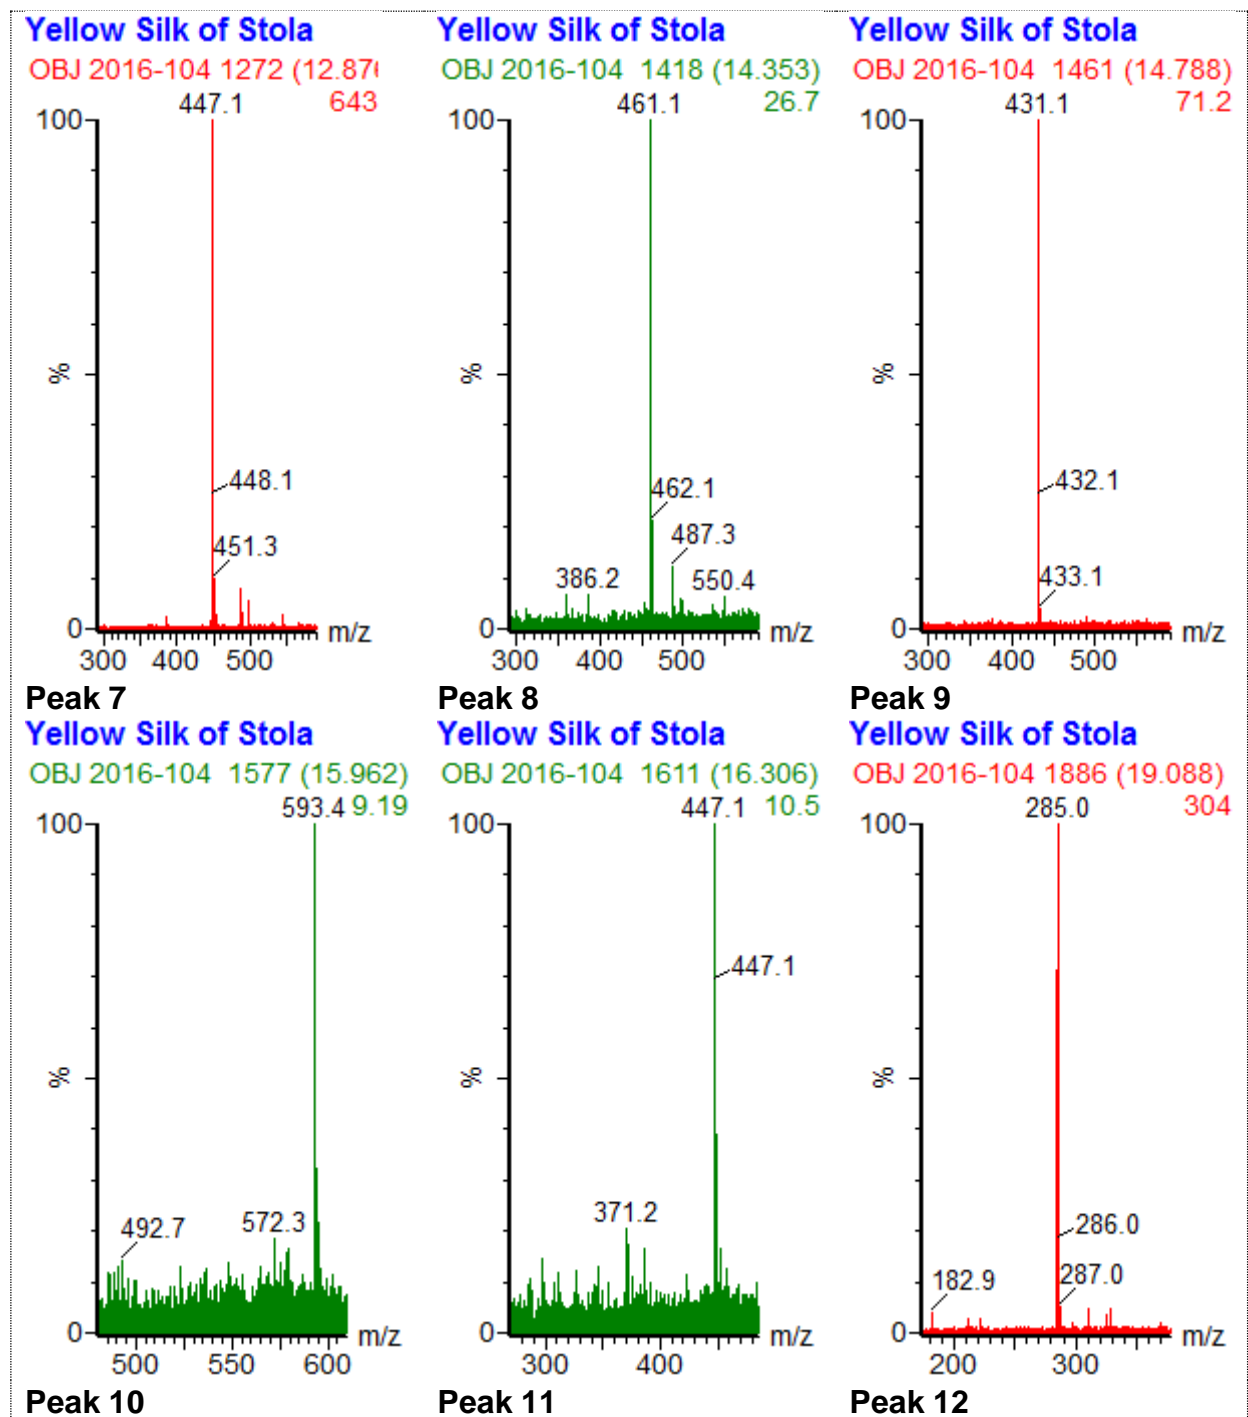 Yellow Silk of Stola
OBJ 2016-104 1272 (12.87
643
447.1
100
448.1
451.3
%
0
m/z
300 400 500
Peak 7
Yellow Silk of Stola
OBJ 2016-104 1418 (14.353)
26.7
461.1
100
462.1
487.3
386.2
550.4
%
0
m/z
300 400 500
Peak 8
Yellow Silk of Stola
OBJ 2016-104 1461 (14.788)
71.2
431.1
100
432.1
433.1
%
0
m/z
300 400 500
Peak 9
Yellow Silk of Stola
OBJ 2016-104 1577 (15.962)
593.4 9.19
100
492.7
572.3
%
0
m/z
500 550 600
Peak 10
Yellow Silk of Stola
OBJ 2016-104 1611 (16.306)
447.1 10.5
100
447.1
371.2
%
0
m/z
300 400
Peak 11
Yellow Silk of Stola
OBJ 2016-104 1886 (19.088)
285.0 304
100
286.0
287.0
182.9
%
0
m/z
200 300
Peak 12